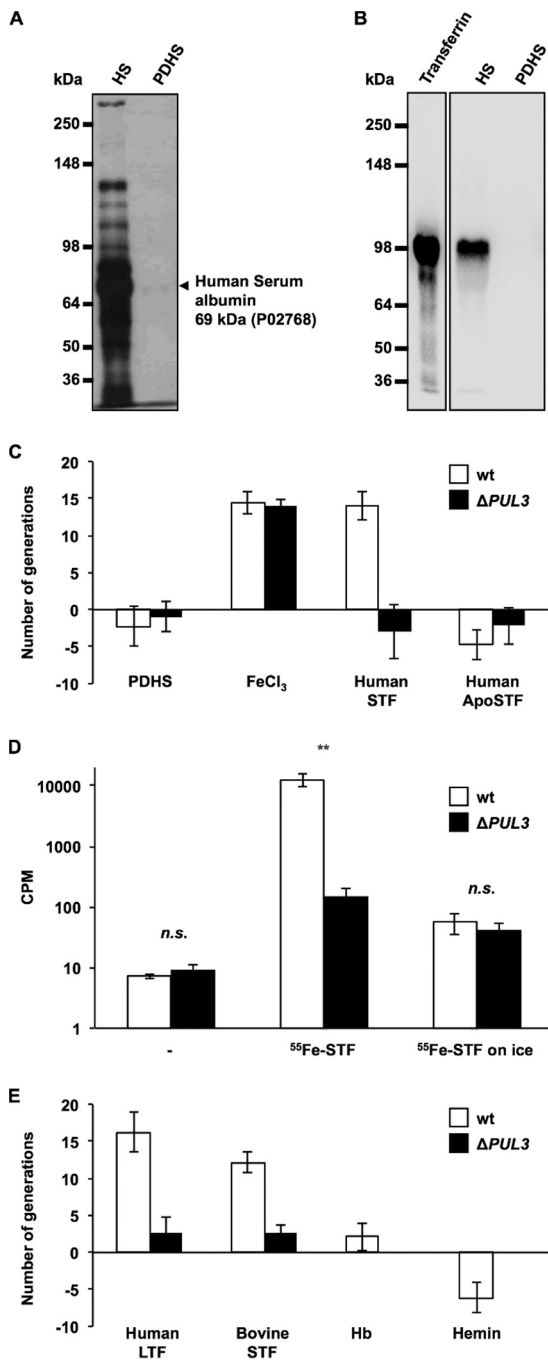 A
kDa
HS
PDHS
250
148
98
64
50
36
Human Serum
albumin
69 kDa (P02768)
B
kDa
Transferrin
HS
PDHS
250
148
98
64
50
36
C
Number of generations
20
15
10
5
0
-5
-10
wt
ΔPUL3
PDHS
FeCl3
Human
STF
Human
ApoSTF
D
CPM
10000
1000
100
10
1
n.s.
**
n.s.
wt
ΔPUL3
-
55Fe-STF
55Fe-STF on ice
E
Number of generations
20
15
10
5
0
-5
-10
wt
ΔPUL3
Human
LTF
Bovine
STF
Hb
Hemin